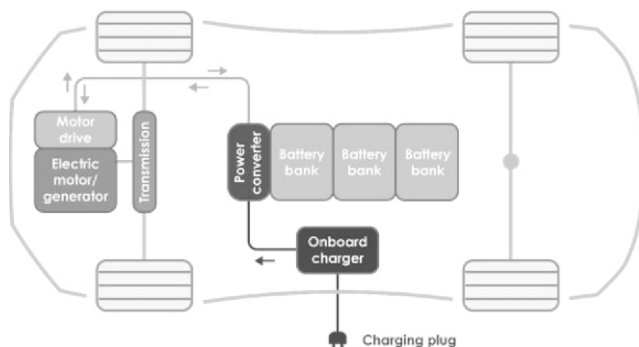 Motor
drive
Electric
motor/
generator
Transmission
Power
converter
Battery
bank
Battery
bank
Battery
bank
Onboard
charger
Charging plug